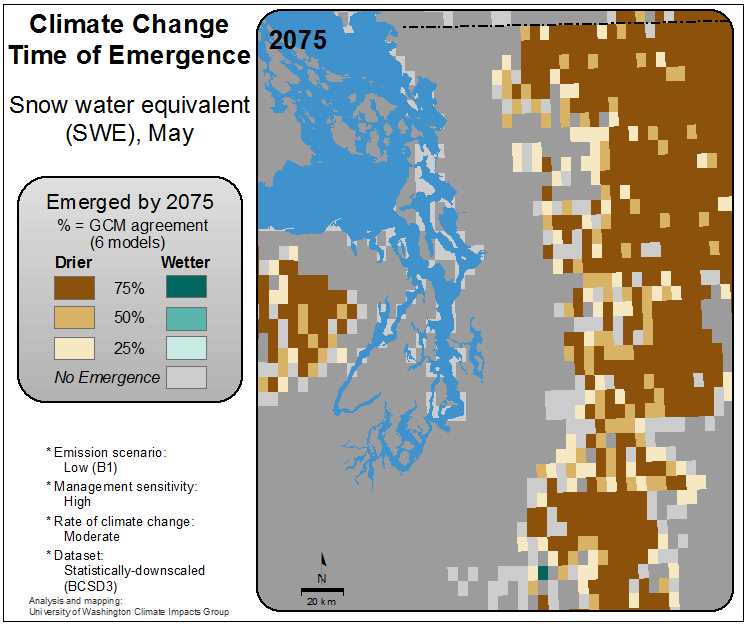 Climate Change
Time of Emergence
Snow water equivalent
(SWE), May
Emerged by 2075
% = GCM agreement
(6 models)
Drier Wetter
75%
50%
25%
No Emergence
* Emission scenario:
Low (B1)
* Management sensitivity:
High
* Rate of climate change:
Moderate
* Dataset:
Statistically-downscaled
(BCSD3)
Analysis and mapping:
University of Washington Climate Impacts Group
2075
N
20 km